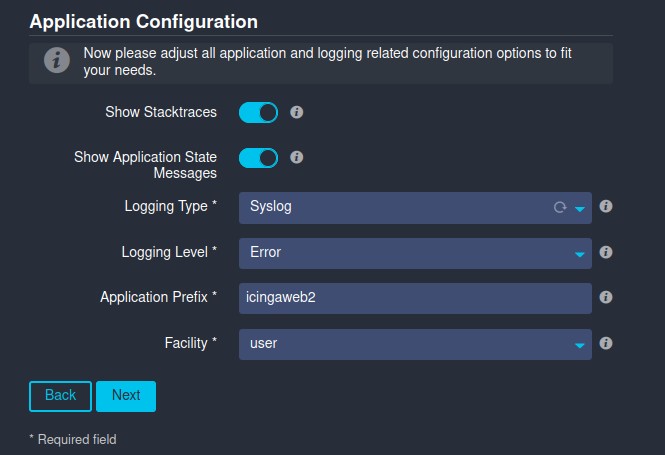 Application Configuration
Now please adjust all application and logging related configuration options to fit
your needs.
Show Stacktraces
Show Application State
Messages
Logging Type *
Syslog
Logging Level *
Error
Application Prefix *
icingaweb2
Facility *
user
Back
Next
* Required field